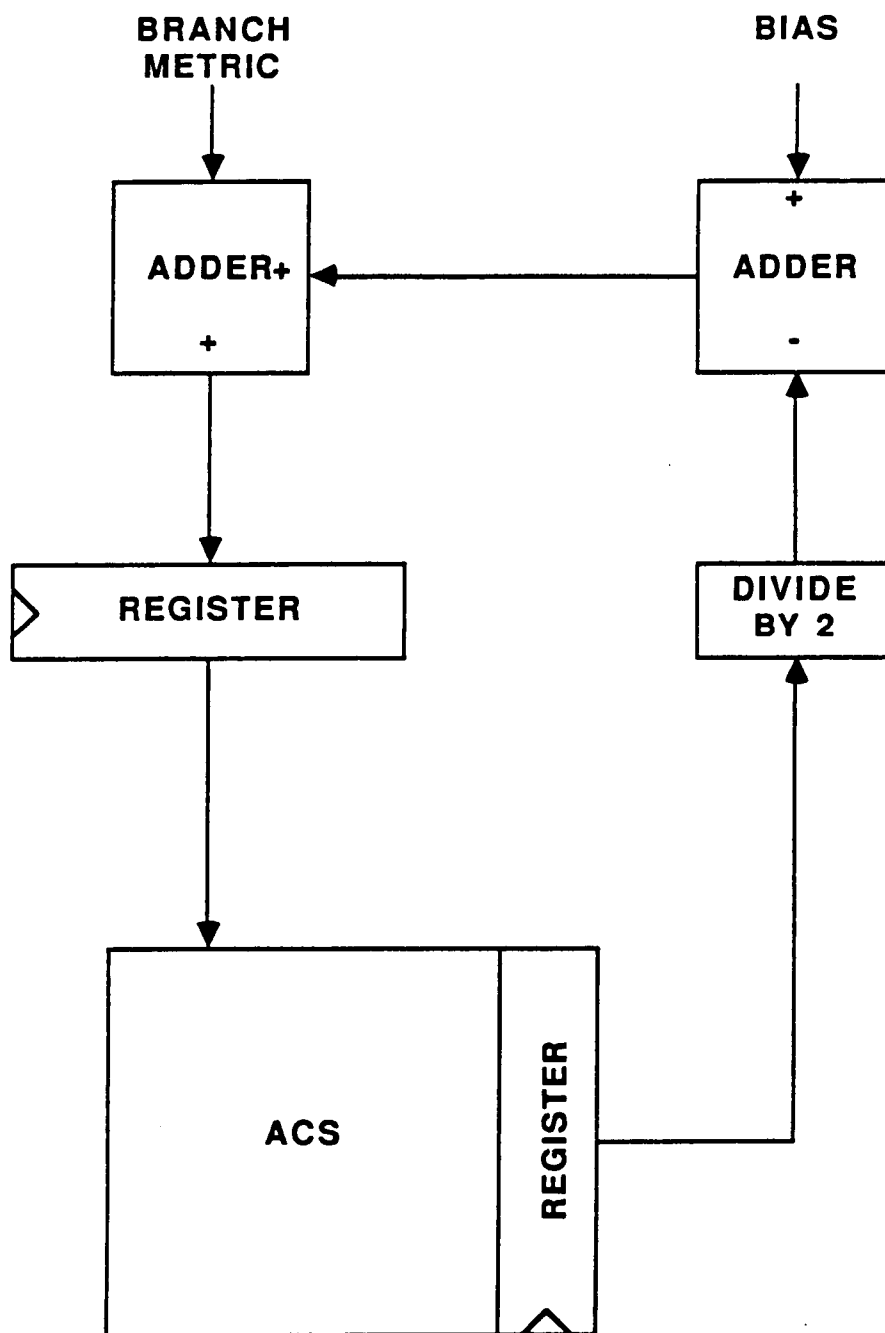 BRANCH
METRIC
BIAS
+
ADDER+
ADDER
+
-
REGISTER
DIVIDE
BY 2
ACS
REGISTER